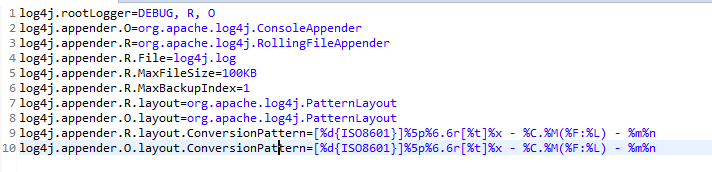 1 log4j.rootLogger=DEBUG, R, O
2 log4j.appender.O=org.apache.log4j.ConsoleAppender
3 log4j.appender.R=org.apache.log4j.RollingFileAppender
4 log4j.appender.R.File=log4j.log
5 log4j.appender.R.MaxFileSize=100KB
6 log4j.appender.R.MaxBackupIndex=1
7 log4j.appender.R.layout=org.apache.log4j.PatternLayout
8 log4j.appender.O.layout=org.apache.log4j.PatternLayout
9 log4j.appender.R.layout.ConversionPattern=[%d{ISO8601}]%5p%6.6r[%t]%x - %C.%M(%F:%L) - %m%n
10 log4j.appender.O.layout.ConversionPattern=[%d{ISO8601}]%5p%6.6r[%t]%x - %C.%M(%F:%L) - %m%n